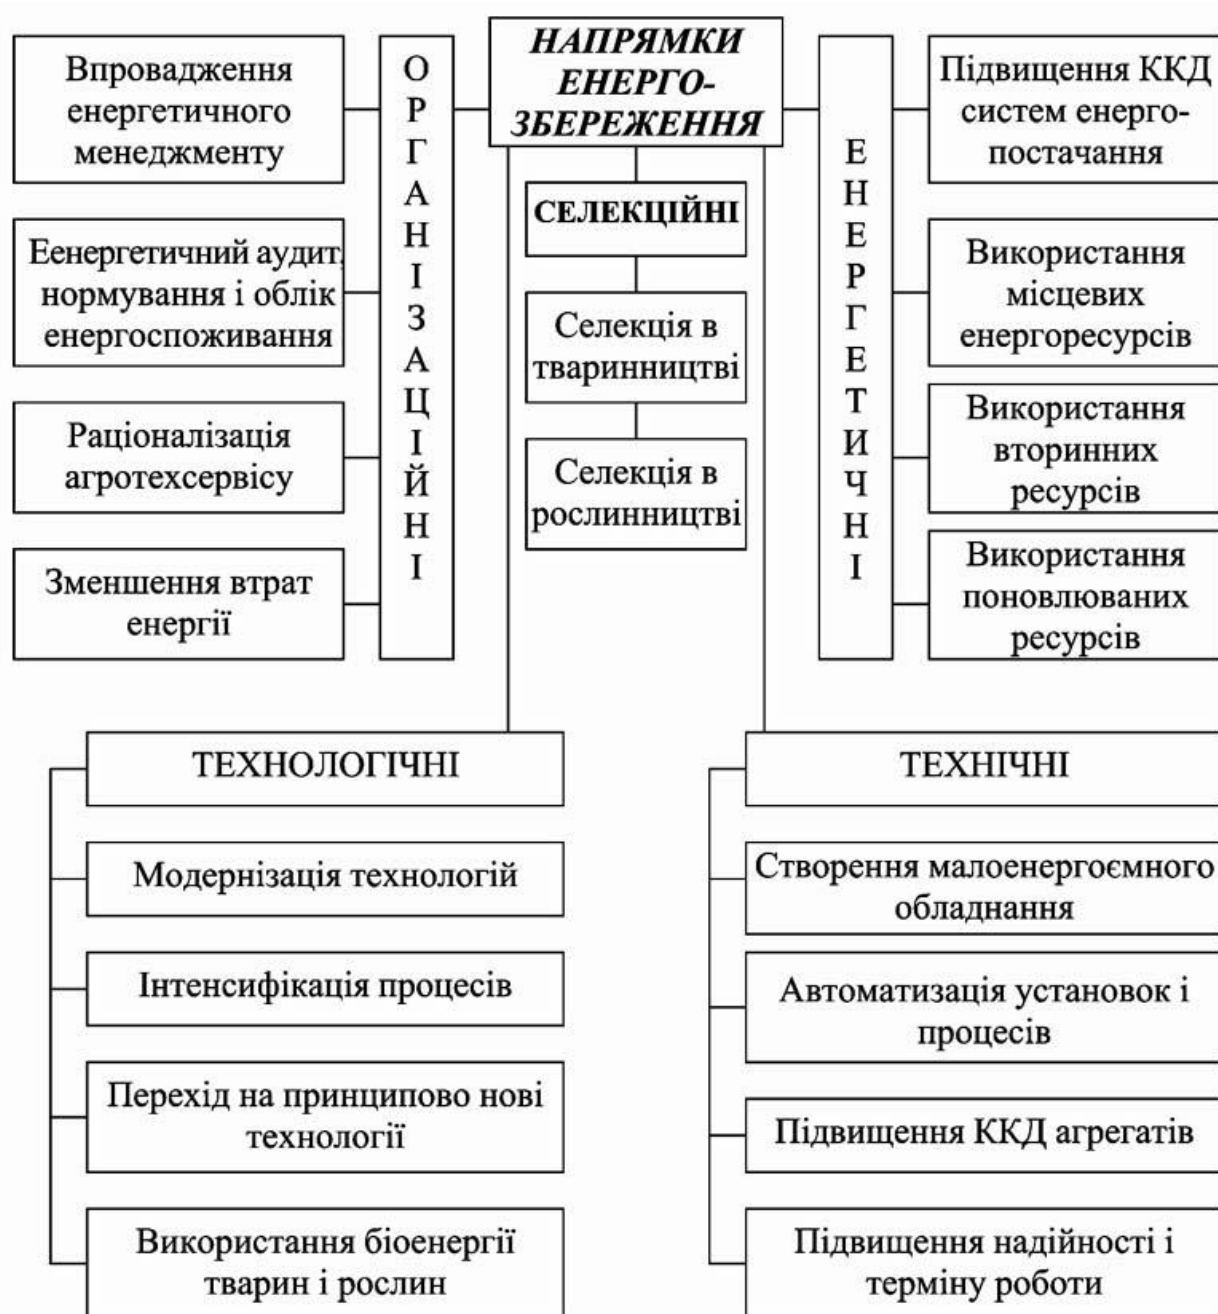 НАПРЯМКИ
ЕНЕРГО-
ЗБЕРЕЖЕННЯ
ОРГАНІЗАЦІЙНІ
Впровадження
енергетичного
менеджменту
Еенергетичний аудит,
нормування і облік
енергоспоживання
Раціоналізація
агротехсервісу
Зменшення втрат
енергії
СЕЛЕКЦІЙНІ
Селекція в
тваринництві
Селекція в
рослинництві
ЕНЕРГЕТИЧНІ
Підвищення ККД
систем енерго-
постачання
Використання
місцевих
енергоресурсів
Використання
вторинних
ресурсів
Використання
поновлюваних
ресурсів
ТЕХНОЛОГІЧНІ
Модернізація технологій
Інтенсифікація процесів
Перехід на принципово нові
технології
Використання біоенергії
тварин і рослин
ТЕХНІЧНІ
Створення малоенергоємного
обладнання
Автоматизація установок і
процесів
Підвищення ККД агрегатів
Підвищення надійності і
терміну роботи